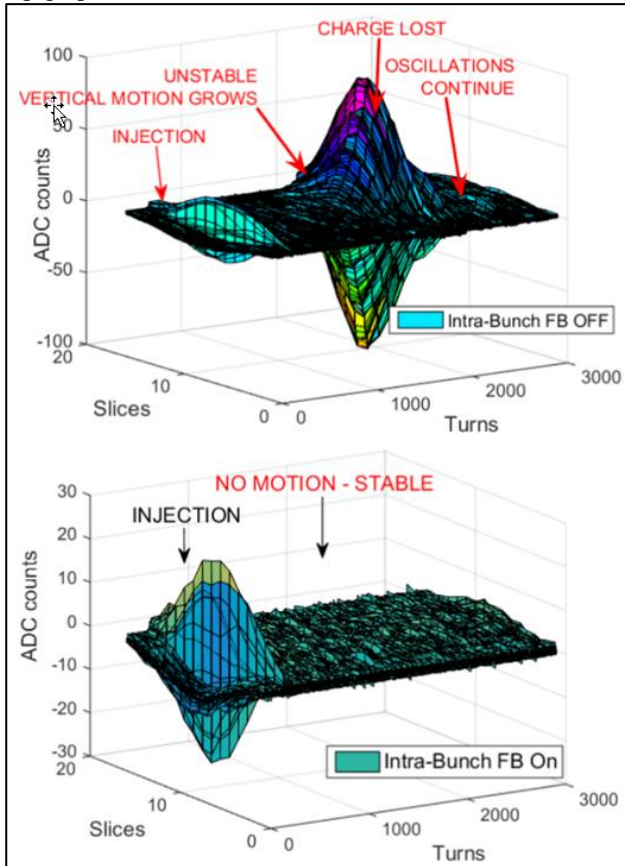 CHARGE LOST
UNSTABLE
VERTICAL MOTION GROWS
OSCILLATIONS
CONTINUE
INJECTION
100
50
0
-50
-100
ADC counts
20
10
0
Slices
0
1000
2000
3000
Turns
Intra-Bunch FB OFF
NO MOTION - STABLE
INJECTION
30
20
10
0
-10
-20
-30
ADC counts
20
10
0
Slices
0
1000
2000
3000
Turns
Intra-Bunch FB On